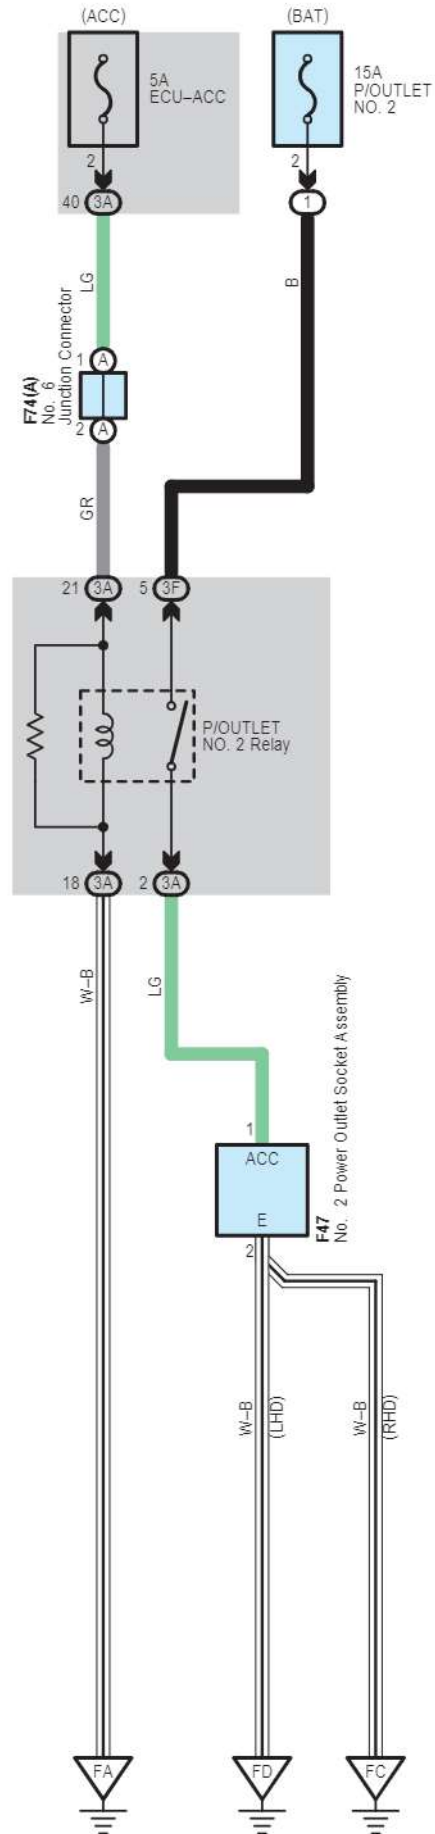 (ACC)
(BAT)
5A
ECU–ACC
15A
P/OUTLET
NO. 2
2
2
40
3A
1
LG
B
1
A
F74(A)
No. 6
Junction Connector
2
A
GR
21
3A
5
3F
P/OUTLET
NO. 2 Relay
18
3A
2
3A
W–B
LG
1
ACC
E
F47
No. 2 Power Outlet Socket Assembly
2
W–B
(LHD)
W–B
(RHD)
FA
FD
FC